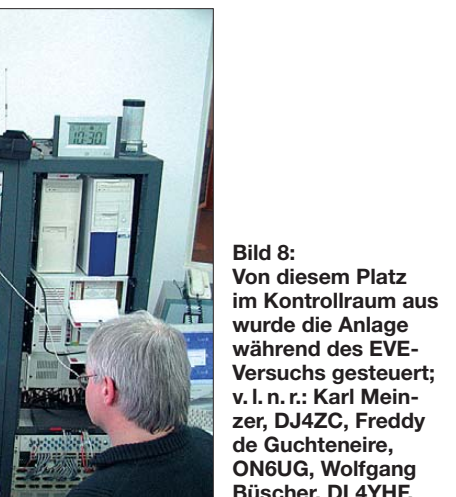 10:30
Bild 8:
Von diesem Platz
im Kontrollraum aus
wurde die Anlage
während des EVE-
Versuchs gesteuert;
v. l. n. r.: Karl Mein-
zer, DJ4ZC, Freddy
de Guchteneire,
ON6UG, Wolfgang
Büscher, DL4YHF.